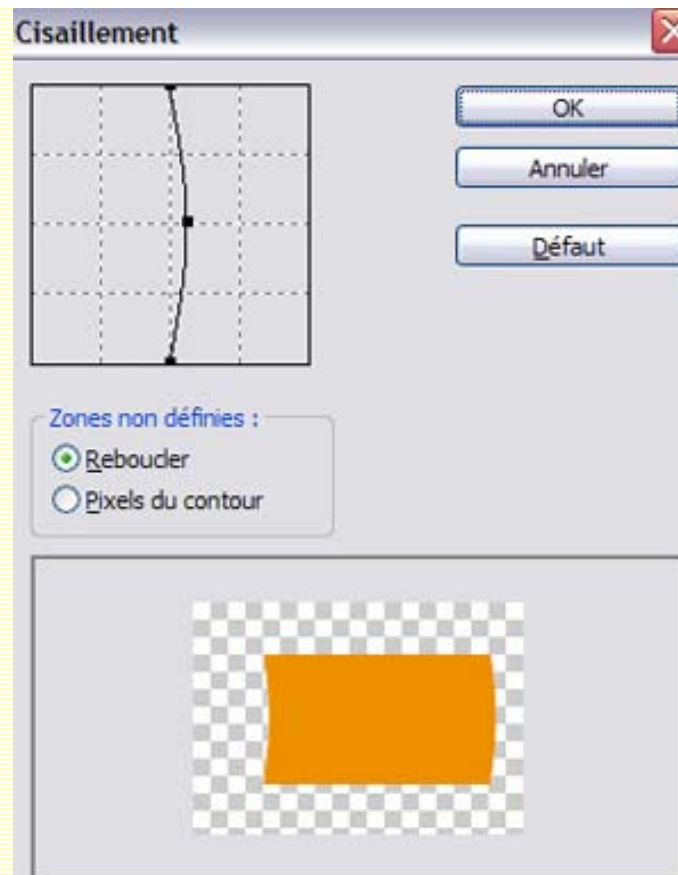 Cisaillement
OK
Annuler
Défaut
Zones non définies :
Reboucler
Pixels du contour